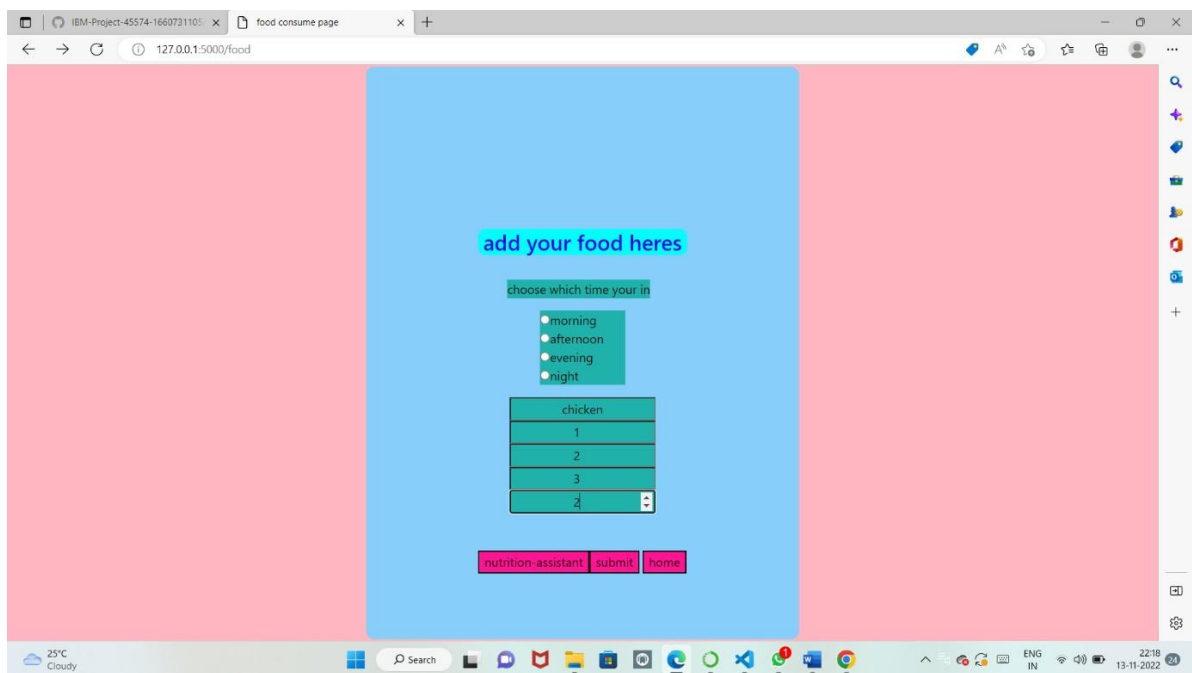 IBM-Project-45574-1660731105
food consume page
127.0.0.1:5000/food
add your food heres
choose which time your in
morning
afternoon
evening
night
chicken
1
2
3
2
nutrition-assistant submit home
25°C
Cloudy
Search
ENG
IN
22:18
13-11-2022
24